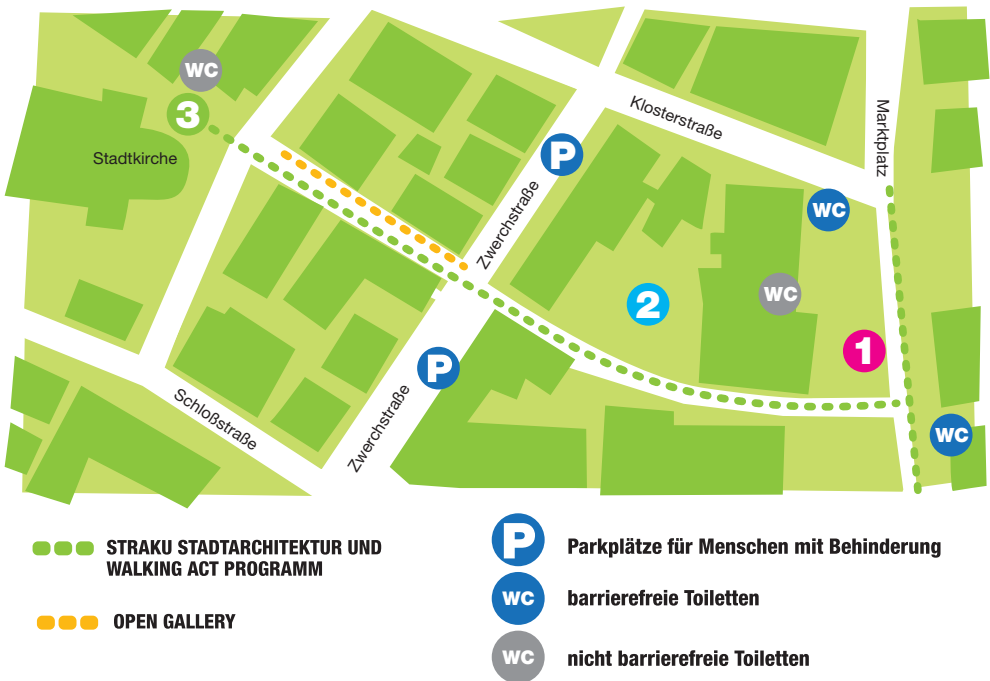 WC
3
Stadtkirche
P
Klosterstraße
Marktplatz
Zwerchstraße
WC
2
WC
1
P
Schloßstraße
Zwerchstraße
WC
STRAKU STADTARCHITEKTUR UND
WALKING ACT PROGRAMM
OPEN GALLERY
P Parkplätze für Menschen mit Behinderung
WC barrierefreie Toiletten
WC nicht barrierefreie Toiletten